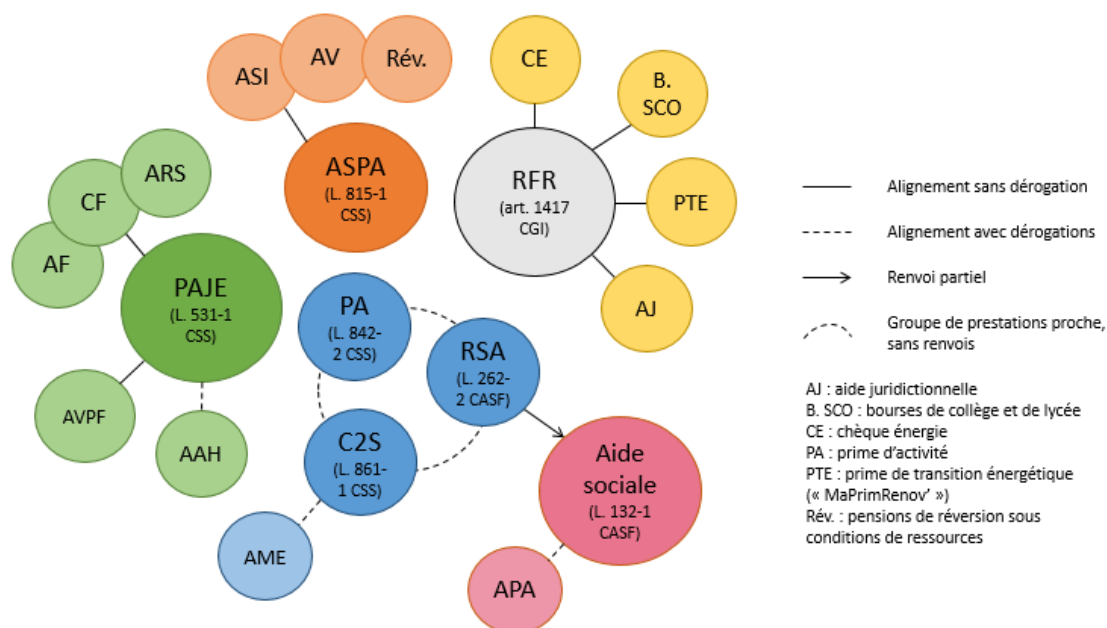 ASI
AV
Rév.
ASPA
(L. 815-1
CSS)
CE
B.
SCO
RFR
(art. 1417
CGI)
PTE
AJ
ARS
CF
AF
PAJE
(L. 531-1
CSS)
AVPF
AAH
PA
(L. 842-
2 CSS)
RSA
(L. 262-
2 CASF)
C2S
(L. 861-
1 CSS)
AME
Aide
sociale
(L. 132-1
CASF)
APA
Alignement sans dérogation
Alignement avec dérogations
Renvoi partiel
Groupe de prestations proche,
sans renvois
AJ : aide juridictionnelle
B. SCO : bourses de collège et de lycée
CE : chèque énergie
PA : prime d’activité
PTE : prime de transition énergétique
(« MaPrimRenov’ »)
Rév. : pensions de réversion sous
conditions de ressources